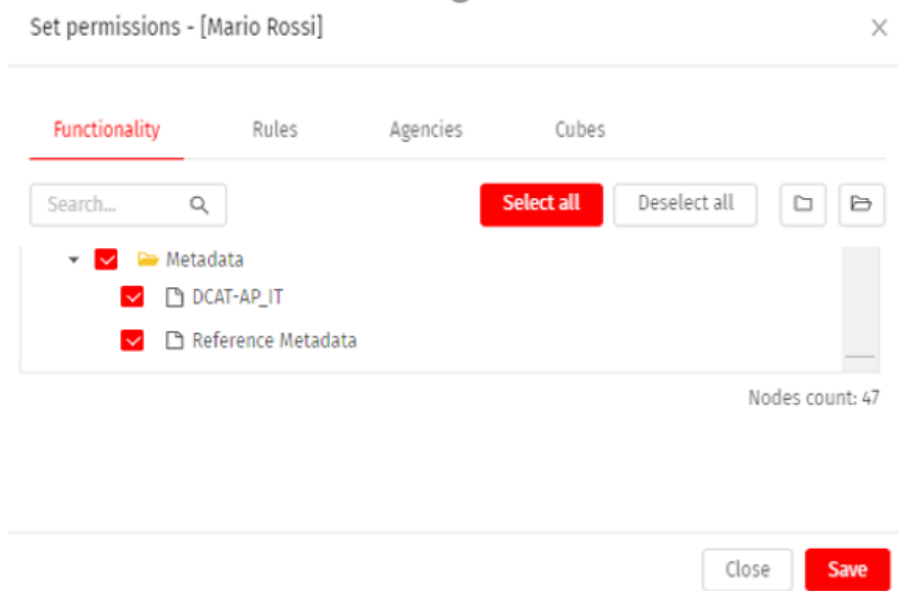 Set permissions - [Mario Rossi]
Functionality Rules Agencies Cubes
Search... Select all Deselect all
Metadata
DCAT-AP_IT
Reference Metadata
Nodes count: 47
Close Save